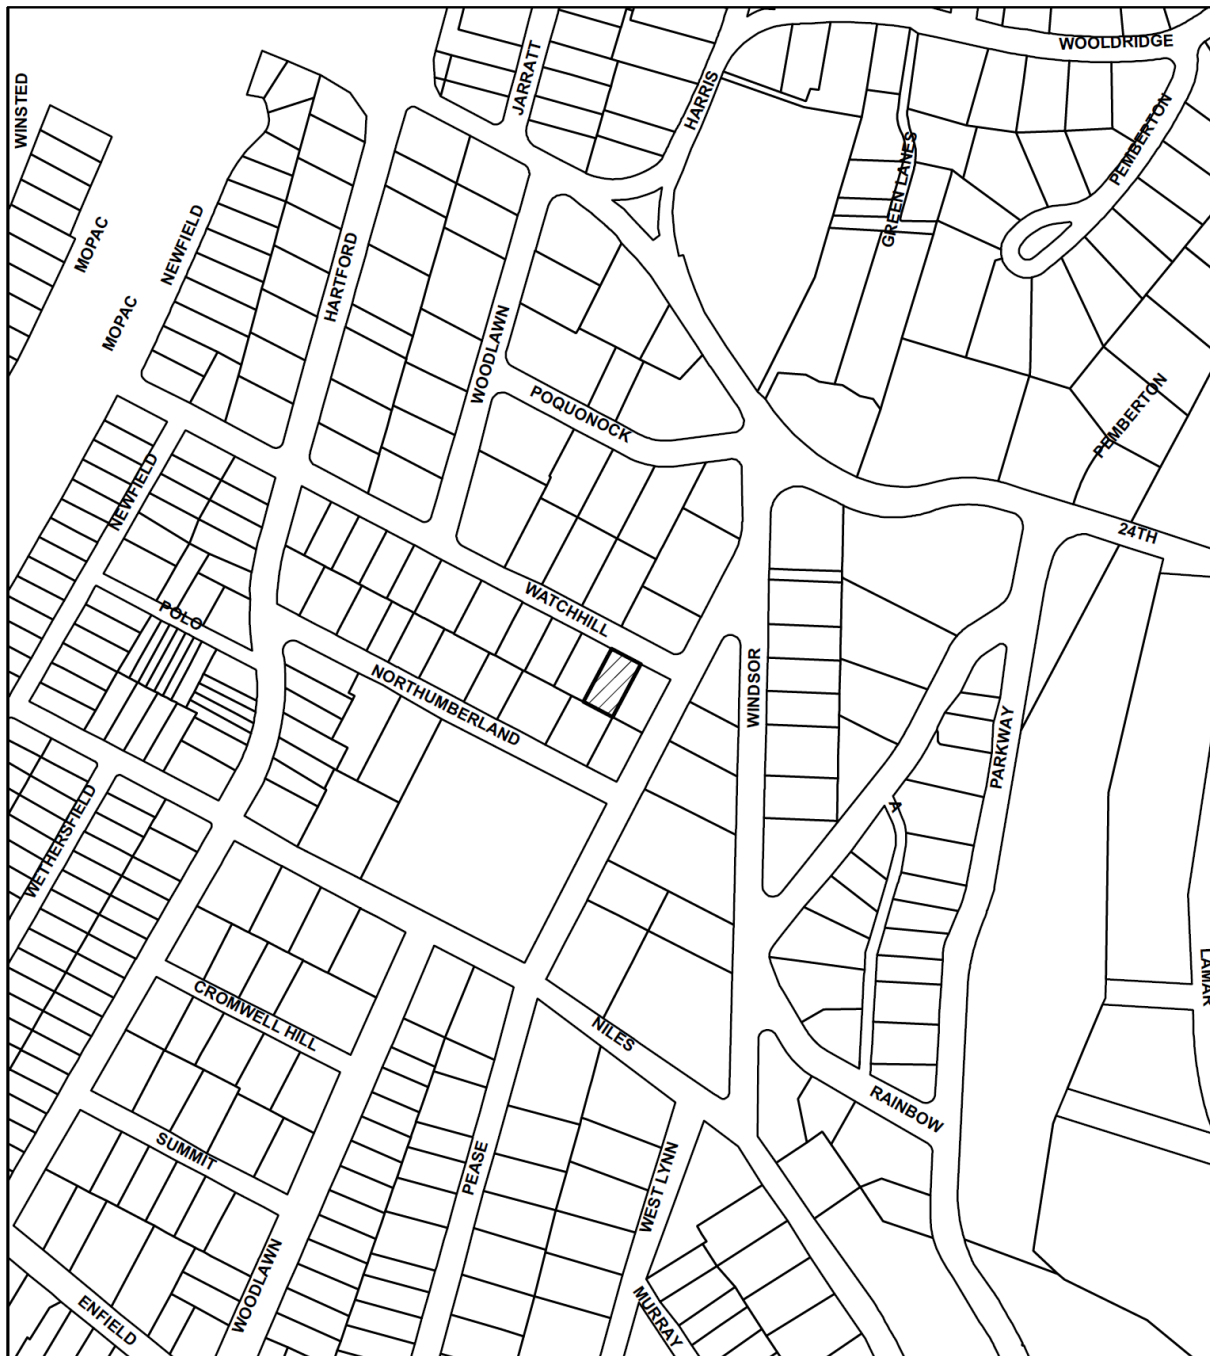 WOOLDRIDGE
JARRATT
HARRIS
WINSTED
PEMBERTON
GREEN LANES
NEWFIELD
MOPAC
HARTFORD
MOPAC
WOODLAWN
POQUONOCK
PEMBERTON
NEWFIELD
24TH
WATCHHILL
POLO
WINDSOR
NORTHUMBERLAND
PARKWAY
A
WETHERSFIELD
LAMAR
CROMWELL HILL
NILES
RAINBOW
SUMMIT
PEASE
WEST LYNN
WOODLAWN
ENFIELD
MURRAY